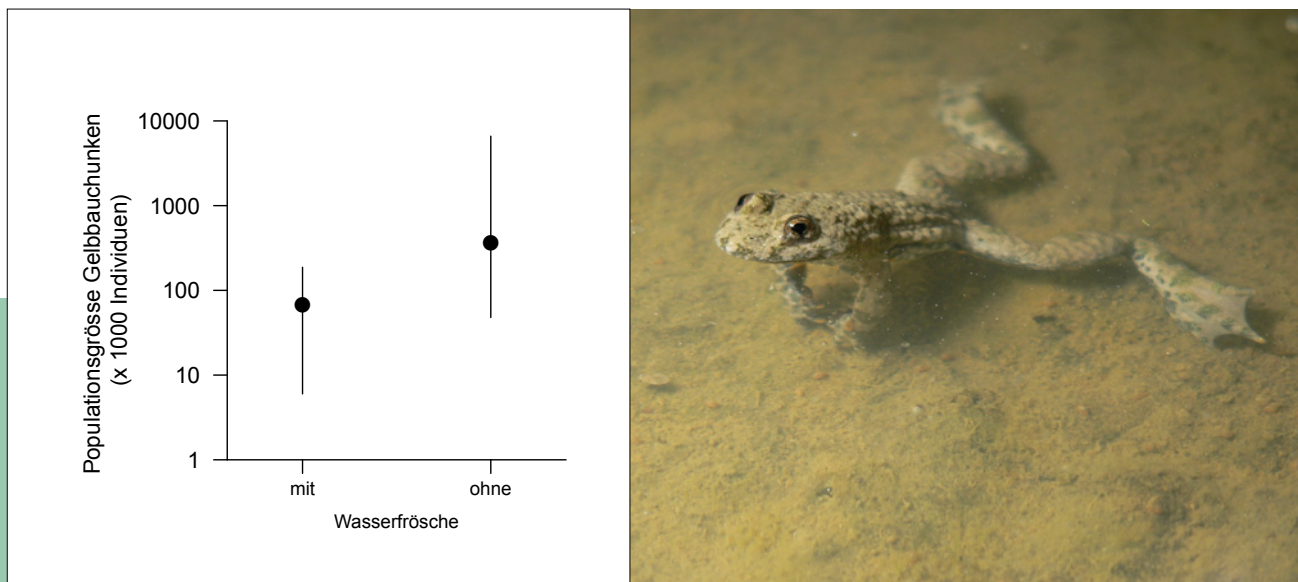 Populationsgrösse Gelbbauchunken
(x 1000 Individuen)
10000
1000
100
10
1
mit ohne
Wasserfrösche